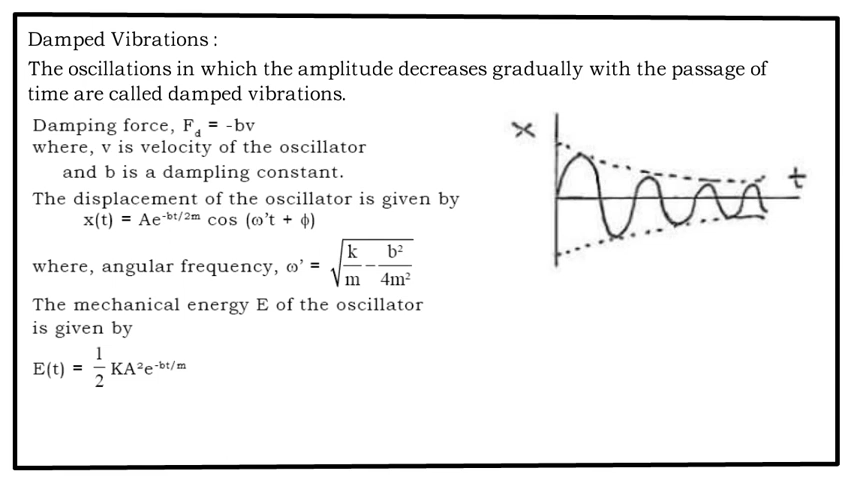 Damped Vibrations :
The oscillations in which the amplitude decreases gradually with the passage of
time are called damped vibrations.
Damping force, F_d = -bv
where, v is velocity of the oscillator
and b is a dampling constant.
The displacement of the oscillator is given by
x(t) = Ae^{-bt/2m} cos (ω't + ϕ)
where, angular frequency, ω' = √(k/m - b²/4m²)
The mechanical energy E of the oscillator
is given by
E(t) = 1/2 KA²e^{-bt/m}
x
t